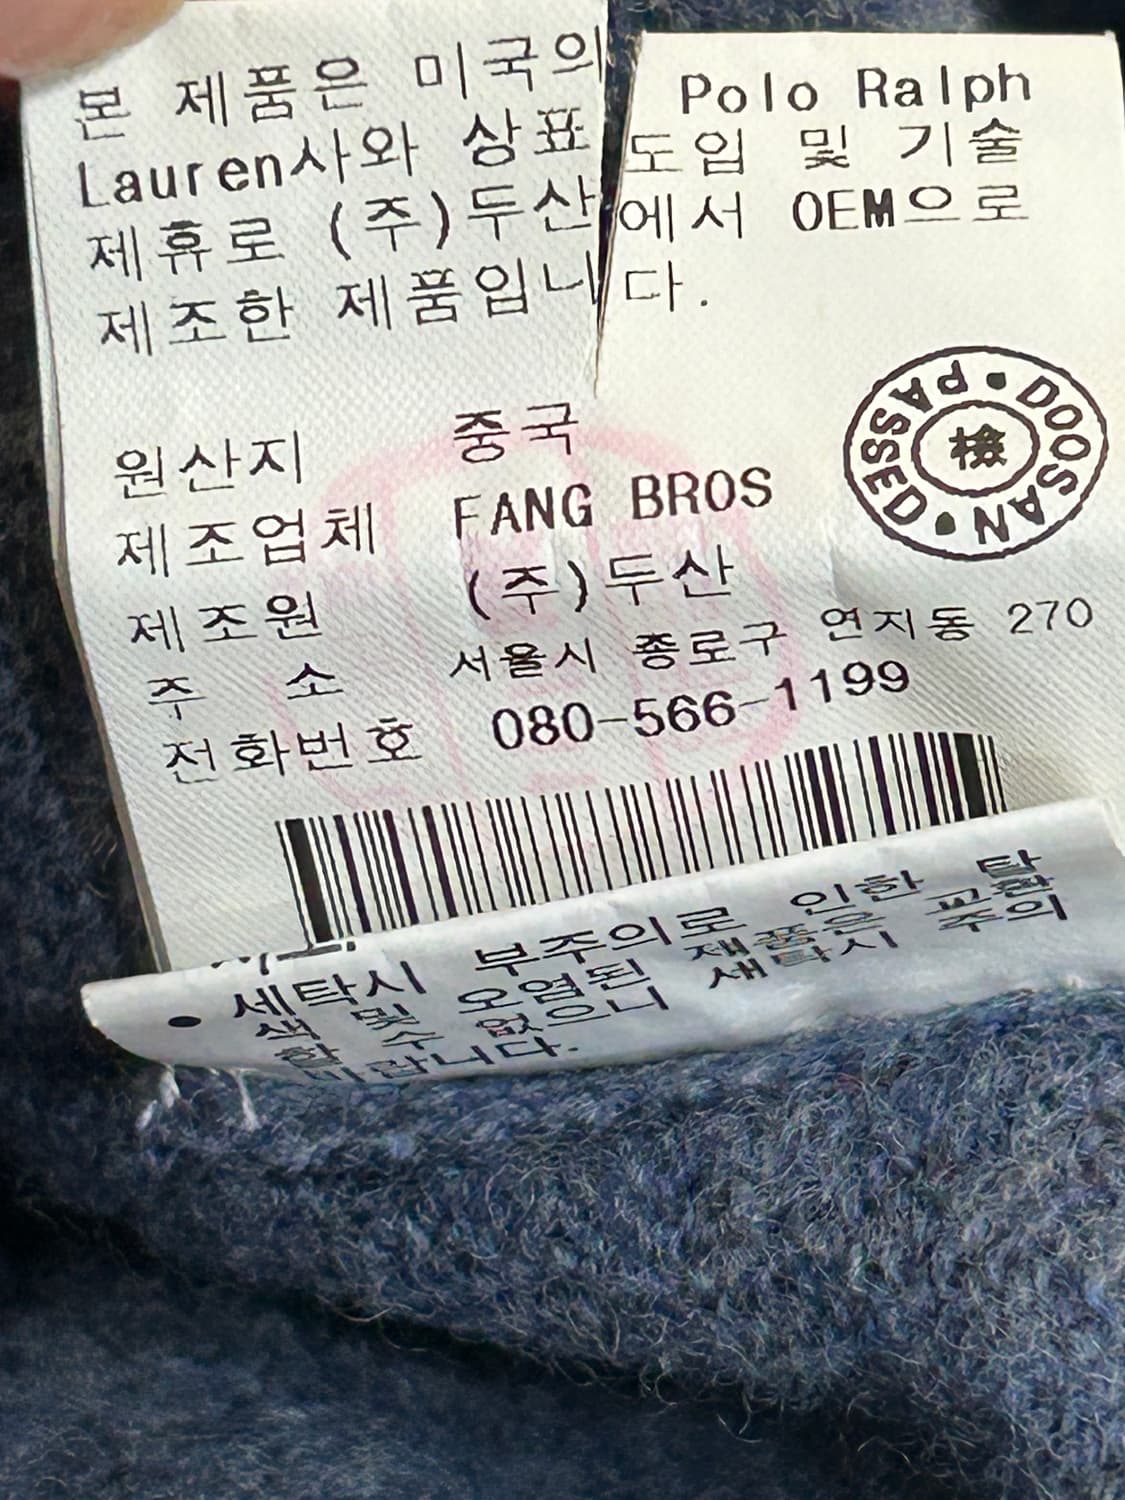 본 제품은 미국의 Polo Ralph
Lauren사와 상표 도입 및 기술
제휴로 (주)두산에서 OEM으로
제조한 제품입니다.
DOOSAN • PASSED •
檢
원산지 중국
제조업체 FANG BROS
제조원 (주)두산
주 소 서울시 종로구 연지동 270
전화번호 080-566-1199
• 세탁시 부주의로 인한 탈
색 및 오염된 제품은 교환
할 수 없으니 세탁시 주의
바랍니다.